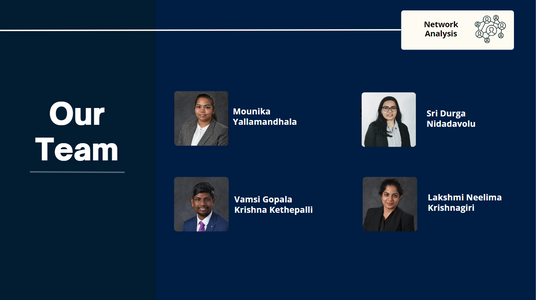 Network
Analysis
Our
Team
Mounika
Yallamandhala
Sri Durga
Nidadavolu
Vamsi Gopala
Krishna Kethepalli
Lakshmi Neelima
Krishnagiri